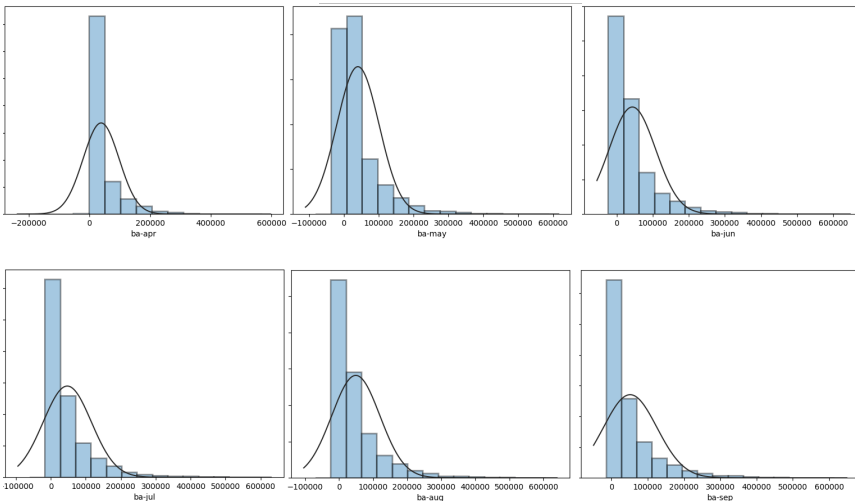 −200000 0 200000 400000 600000
ba-apr
−100000 0 100000 200000 300000 400000 500000 600000
ba-may
0 100000 200000 300000 400000 500000 600000
ba-jun
−100000 0 100000 200000 300000 400000 500000 600000
ba-jul
−100000 0 100000 200000 300000 400000 500000 600000
ba-aug
0 100000 200000 300000 400000 500000 600000
ba-sep